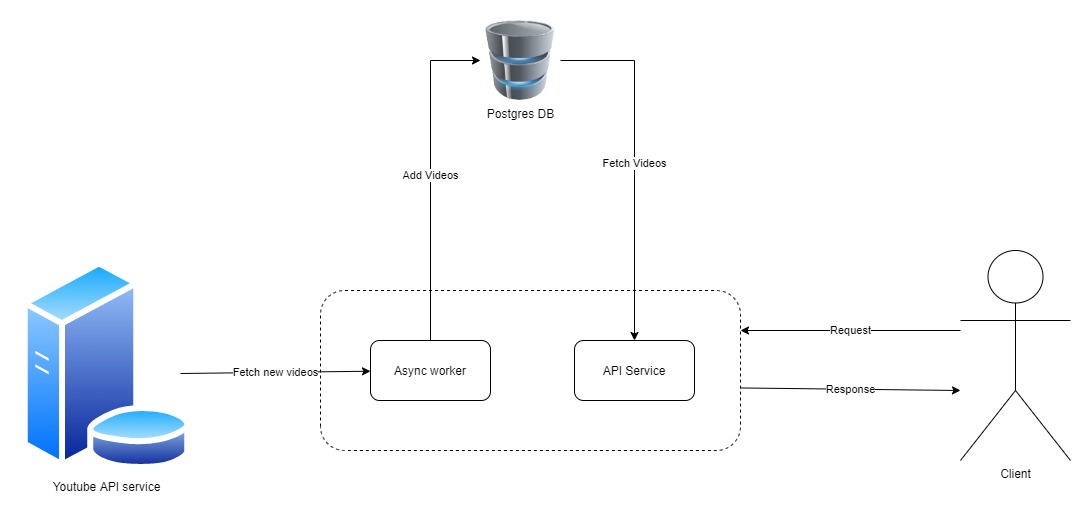 Postgres DB
Fetch Videos
Add Videos
Request
Async worker
API Service
Fetch new videos
Response
Client
Youtube API service